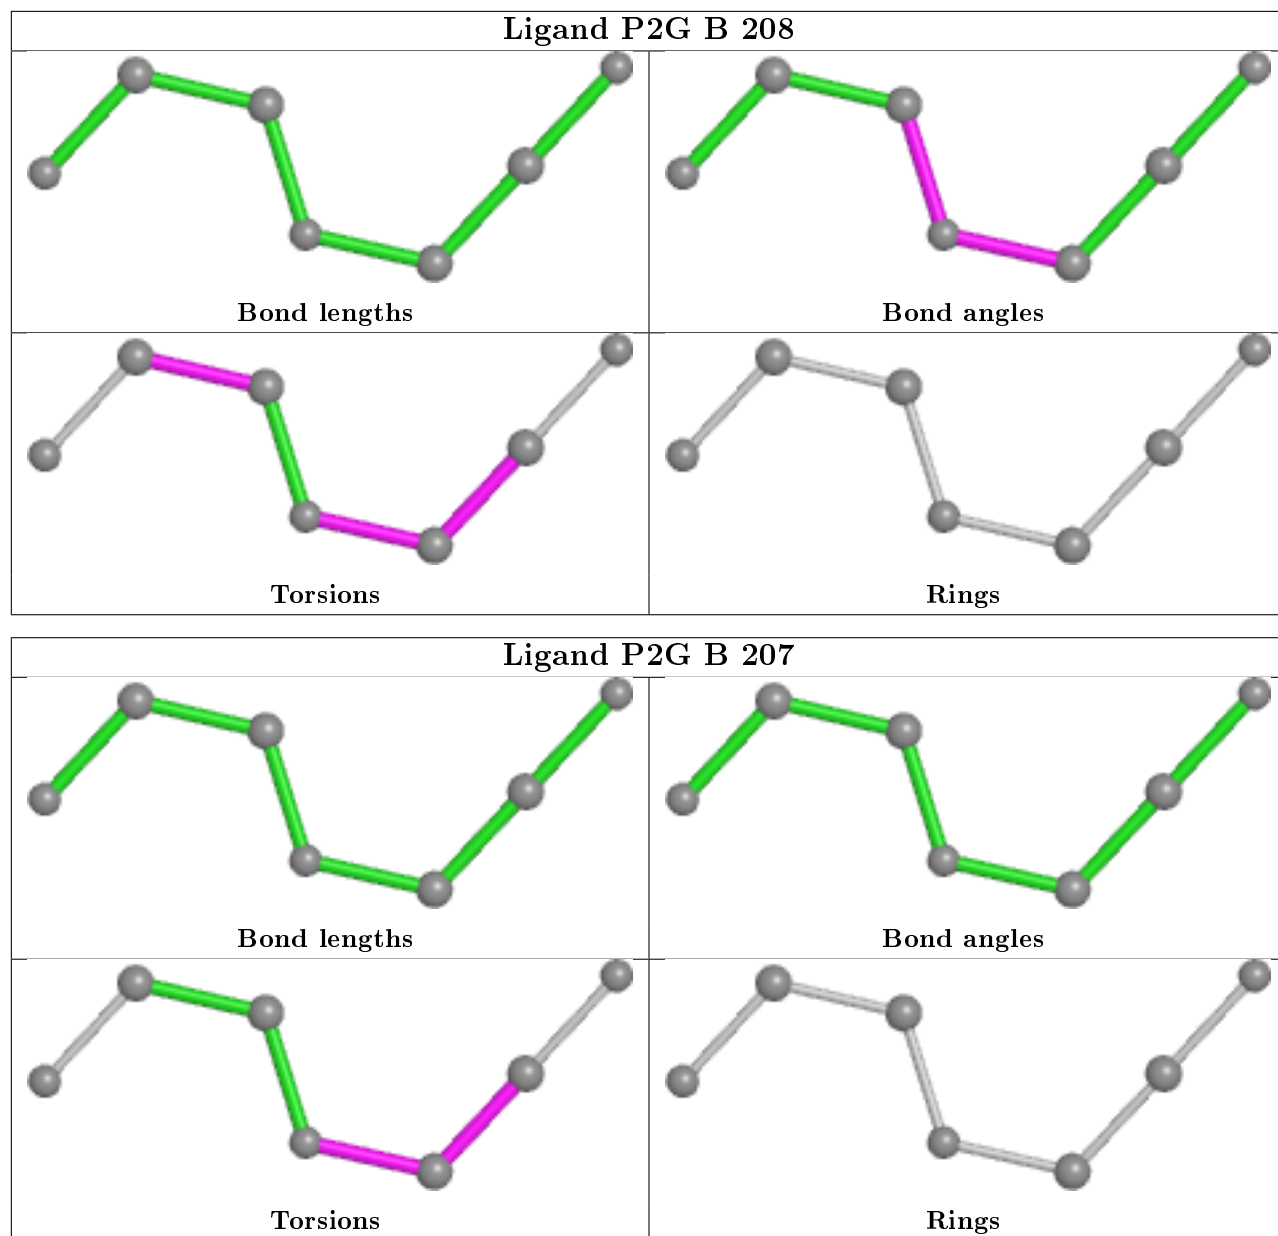 Ligand P2G B 208
Bond lengths
Bond angles
Torsions
Rings
Ligand P2G B 207
Bond lengths
Bond angles
Torsions
Rings